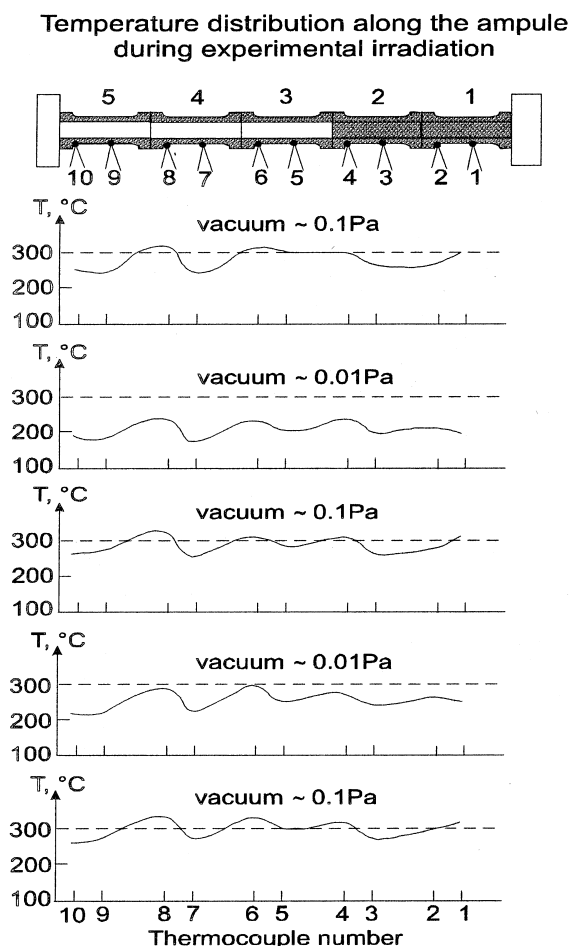 Temperature distribution along the ampule
during experimental irradiation
5 4 3 2 1
10 9 8 7 6 5 4 3 2 1
T, °C
vacuum ~ 0.1Pa
300
200
100
T, °C
vacuum ~ 0.01Pa
300
200
100
T, °C
vacuum ~ 0.1Pa
300
200
100
T, °C
vacuum ~ 0.01Pa
300
200
100
T, °C
vacuum ~ 0.1Pa
300
200
100
10 9 8 7 6 5 4 3 2 1
Thermocouple number